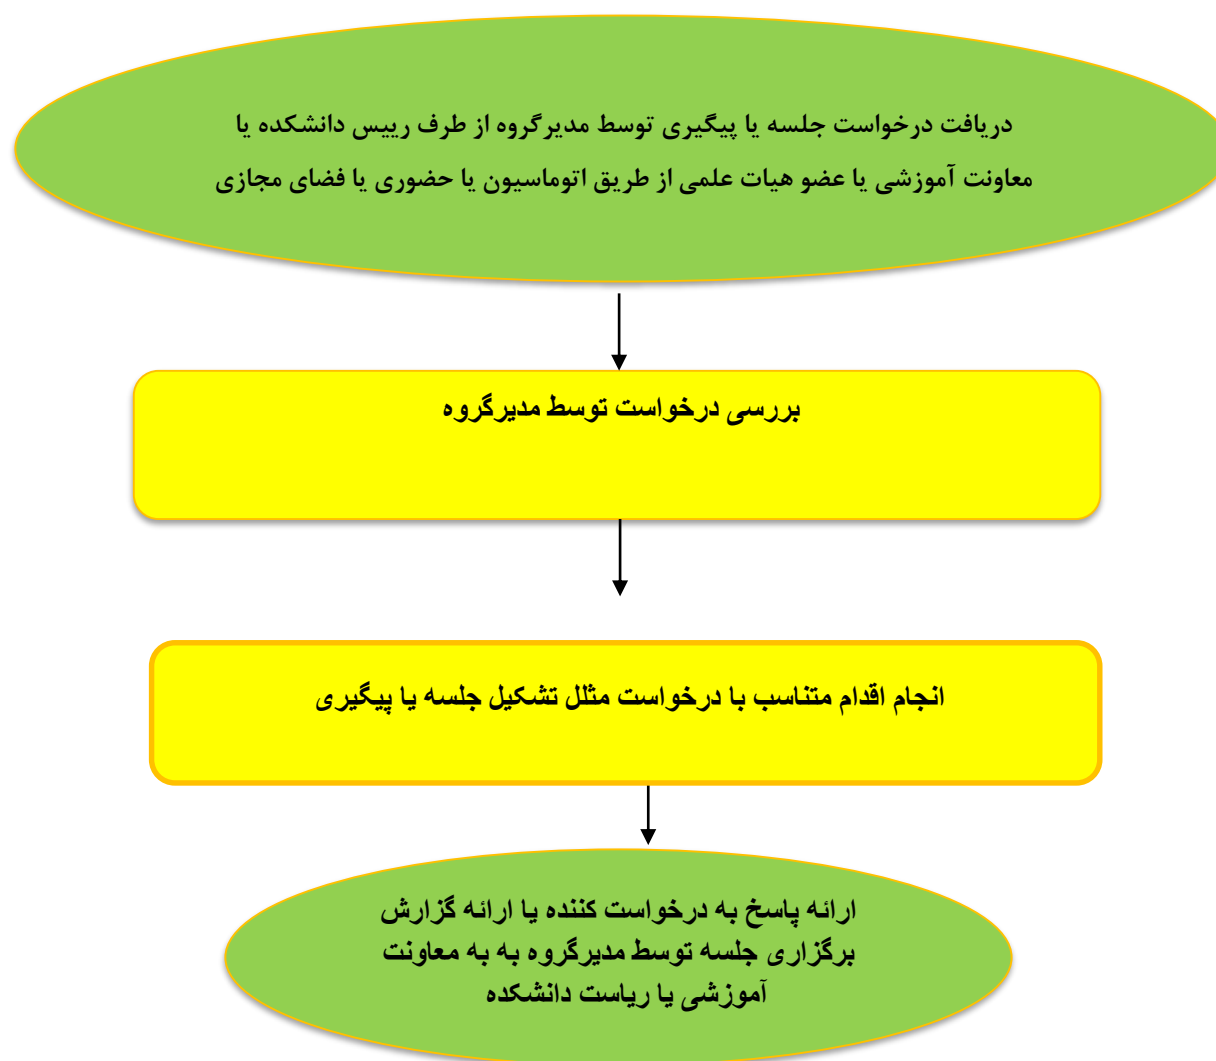 دریافت درخواست جلسه یا پیگیری توسط مدیرگروه از طرف رییس دانشکده یا
معاونت آموزشی یا عضو هیات علمی از طریق اتوماسیون یا حضوری یا فضای مجازی
بررسی درخواست توسط مدیرگروه
انجام اقدام متناسب با درخواست مثلل تشکیل جلسه یا پیگیری
ارائه پاسخ به درخواست کننده یا ارائه گزارش
برگزاری جلسه توسط مدیرگروه به به معاونت
آموزشی یا ریاست دانشکده